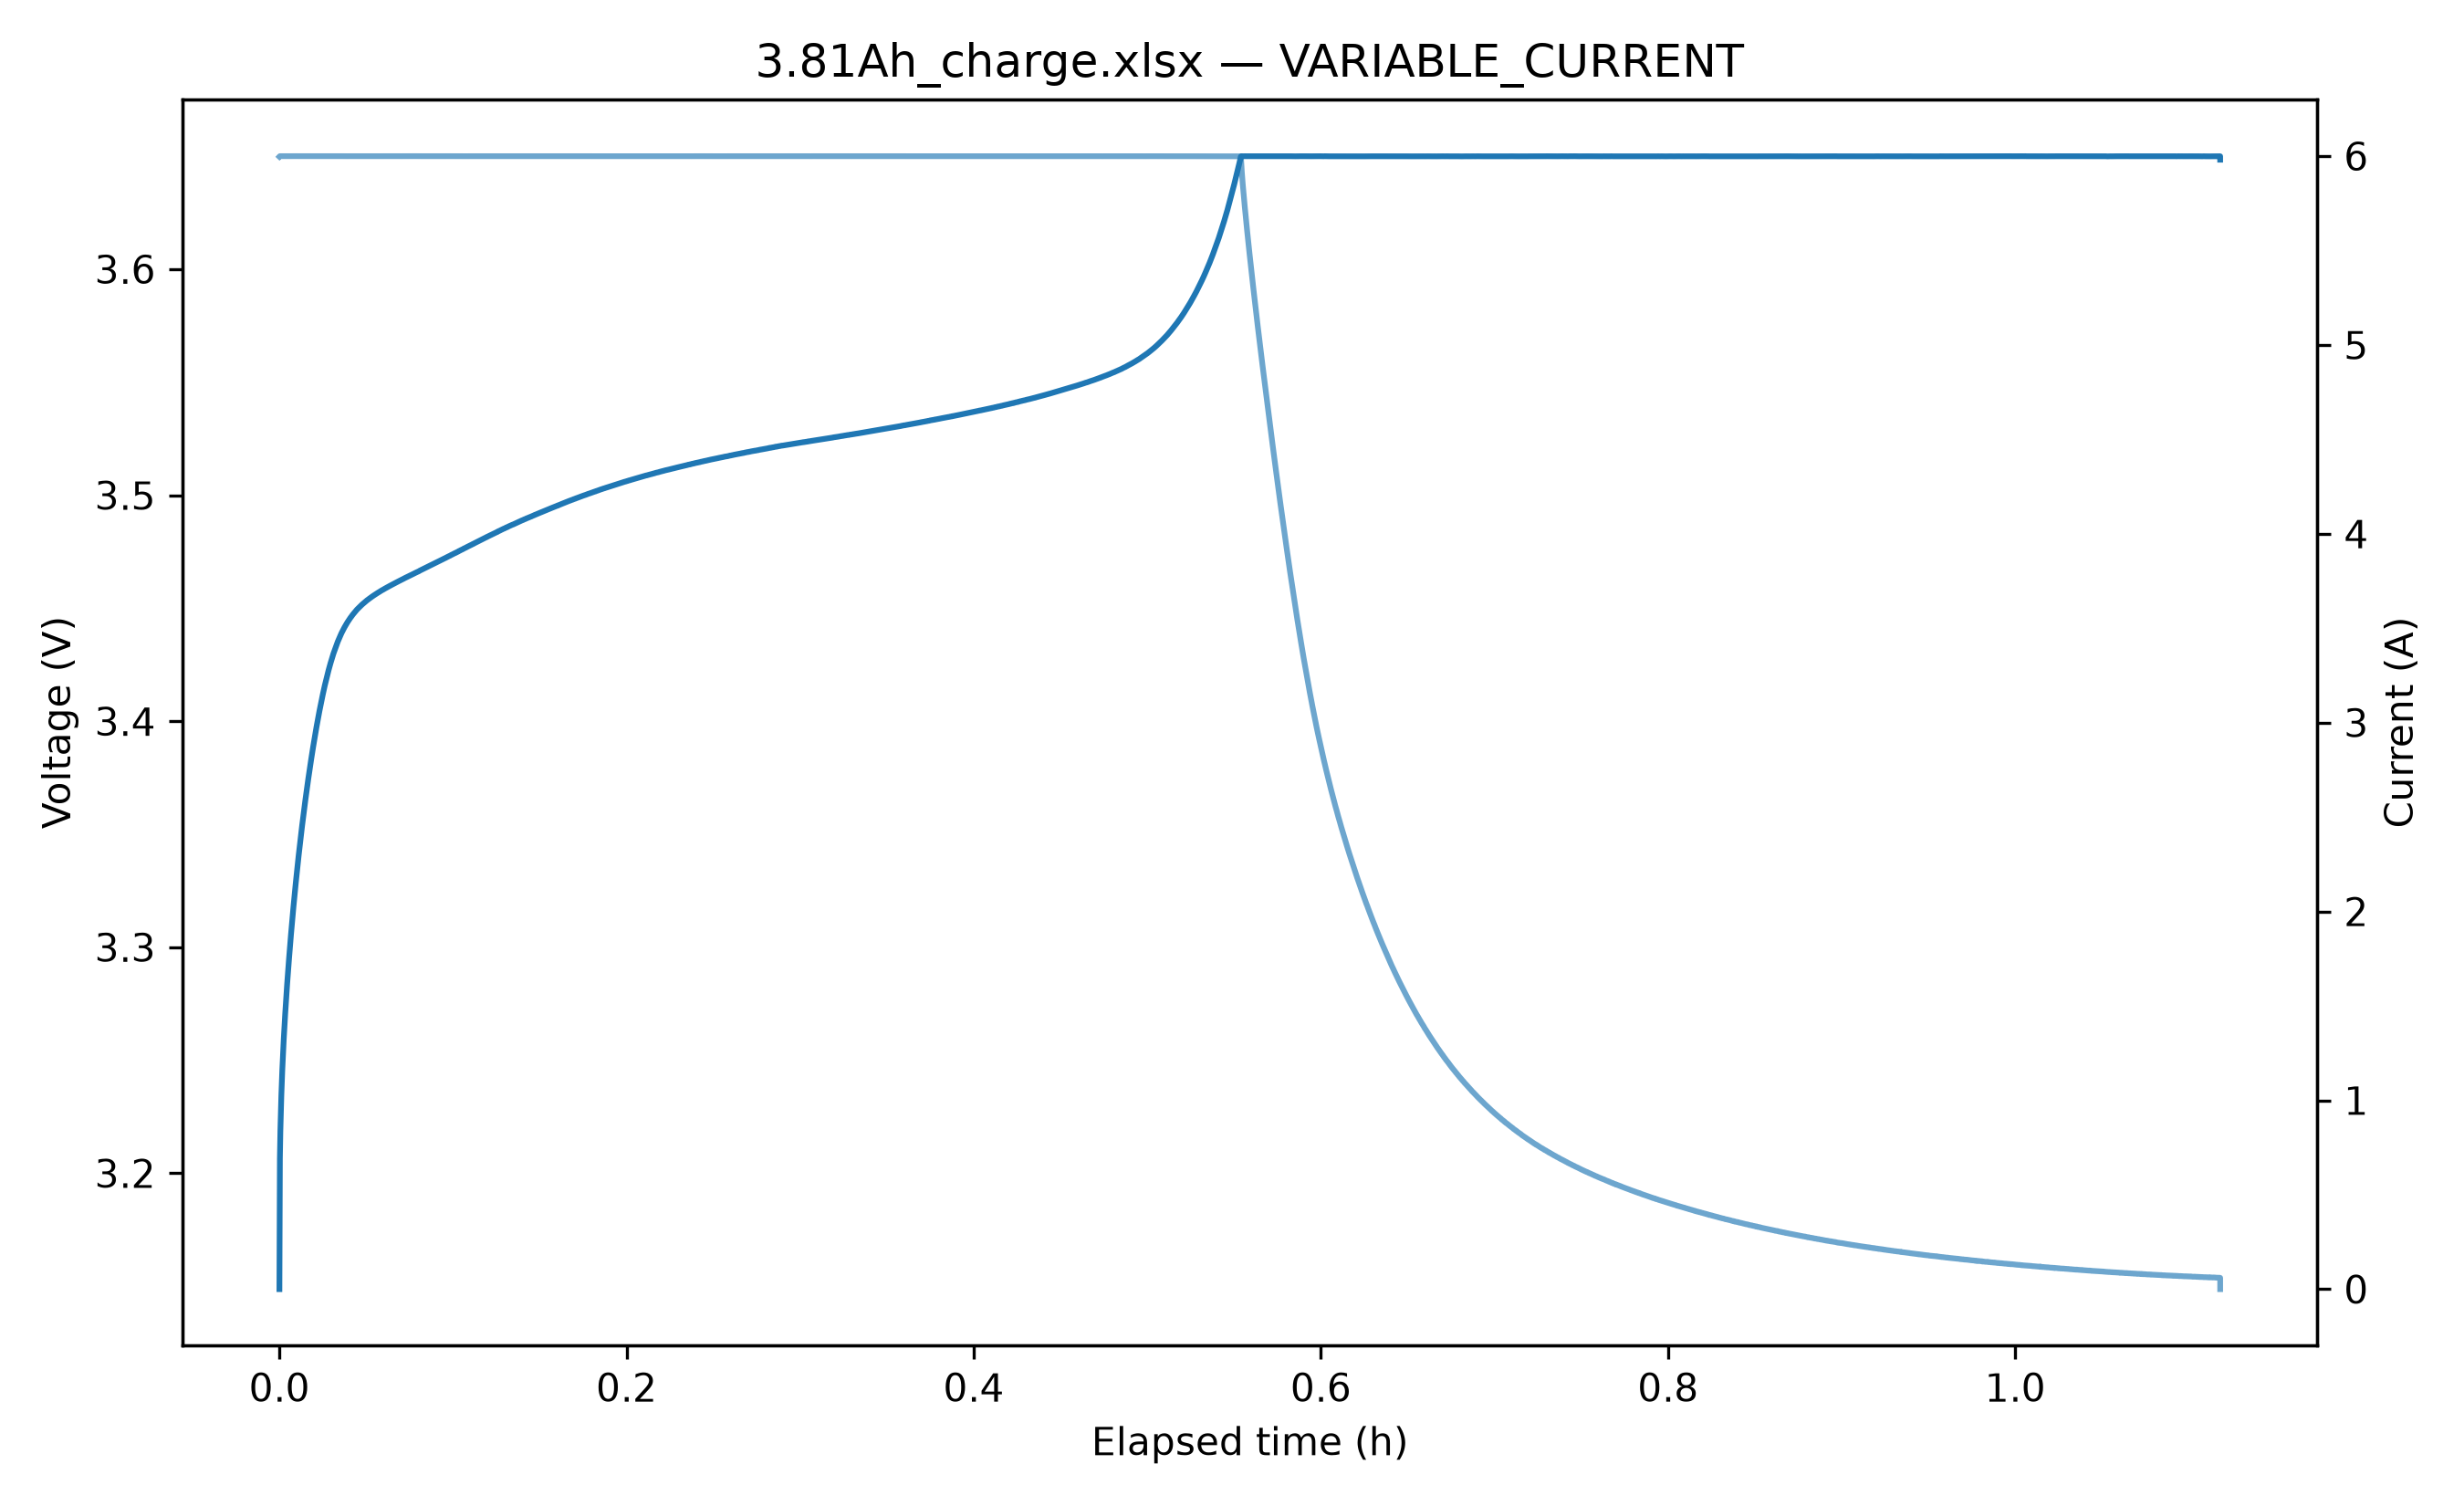 3.81Ah_charge.xlsx — VARIABLE_CURRENT
Voltage (V)
3.6
3.5
3.4
3.3
3.2
6
5
4
3
2
1
0
Current (A)
0.0 0.2 0.4 0.6 0.8 1.0
Elapsed time (h)